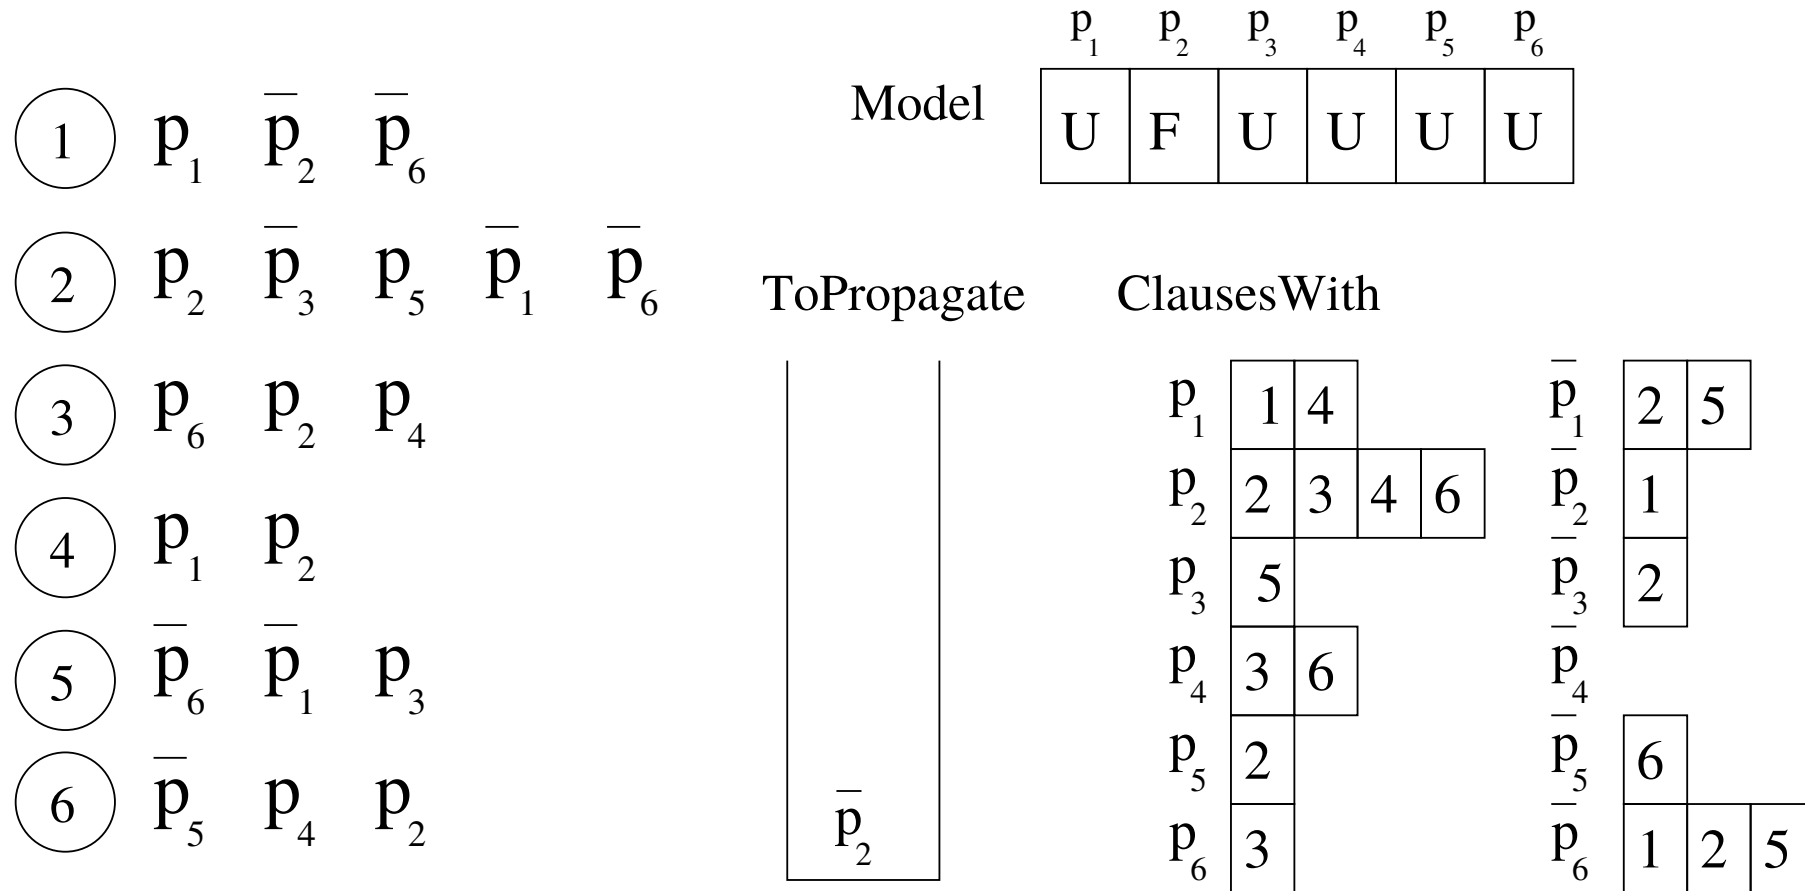 p₁ p₂ p₃ p₄ p₅ p₆
Model U F U U U U
1 p₁ p̅₂ p̅₆
2 p₂ p̅₃ p₅ p̅₁ p̅₆
3 p₆ p₂ p₄
4 p₁ p₂
5 p̅₆ p̅₁ p₃
6 p̅₅ p₄ p₂
ToPropagate
p̅₂
ClausesWith
p₁ 1 4
p₂ 2 3 4 6
p₃ 5
p₄ 3 6
p₅ 2
p₆ 3
p̅₁ 2 5
p̅₂ 1
p̅₃ 2
p̅₄
p̅₅ 6
p̅₆ 1 2 5